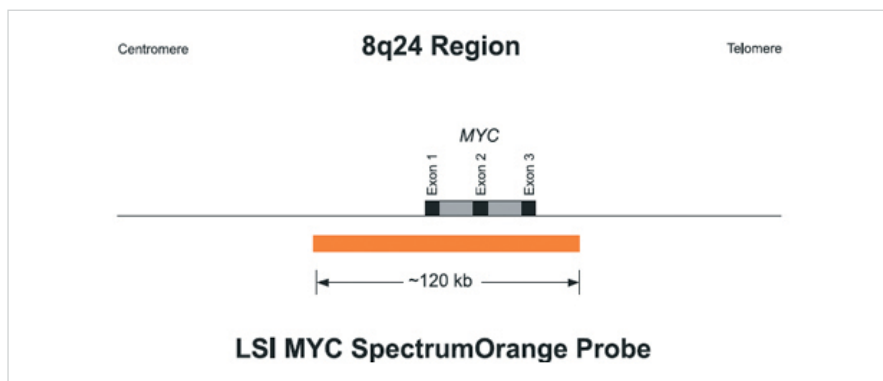 Centromere
8q24 Region
Telomere
MYC
Exon 1
Exon 2
Exon 3
~120 kb
LSI MYC SpectrumOrange Probe